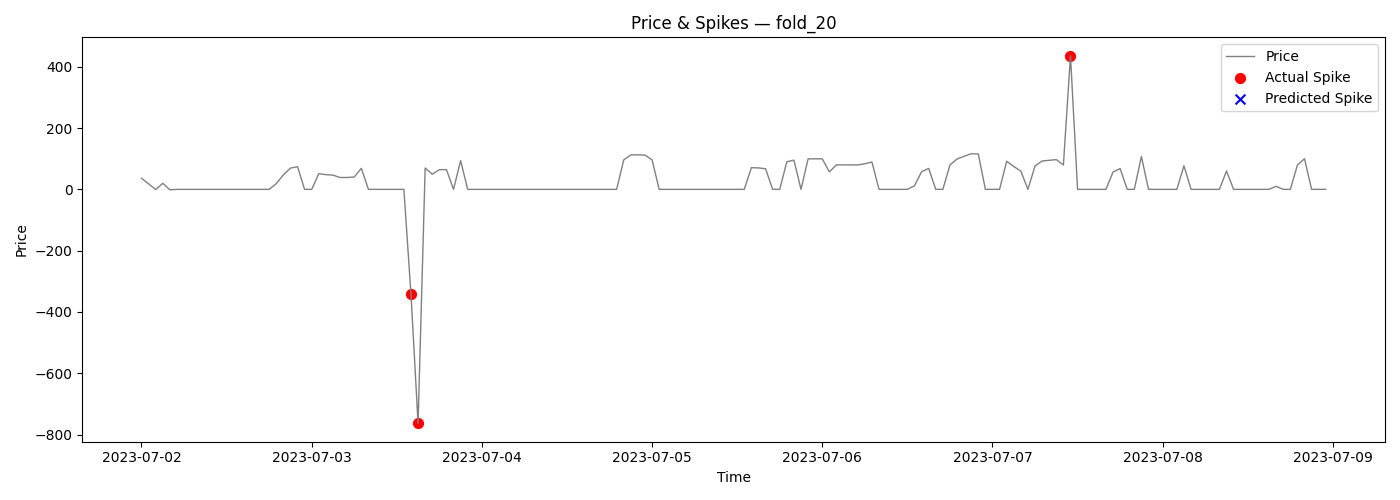 Price & Spikes — fold_20
Price
Actual Spike
Predicted Spike
400
200
0
−200
−400
−600
−800
Price
2023-07-02
2023-07-03
2023-07-04
2023-07-05
2023-07-06
2023-07-07
2023-07-08
2023-07-09
Time